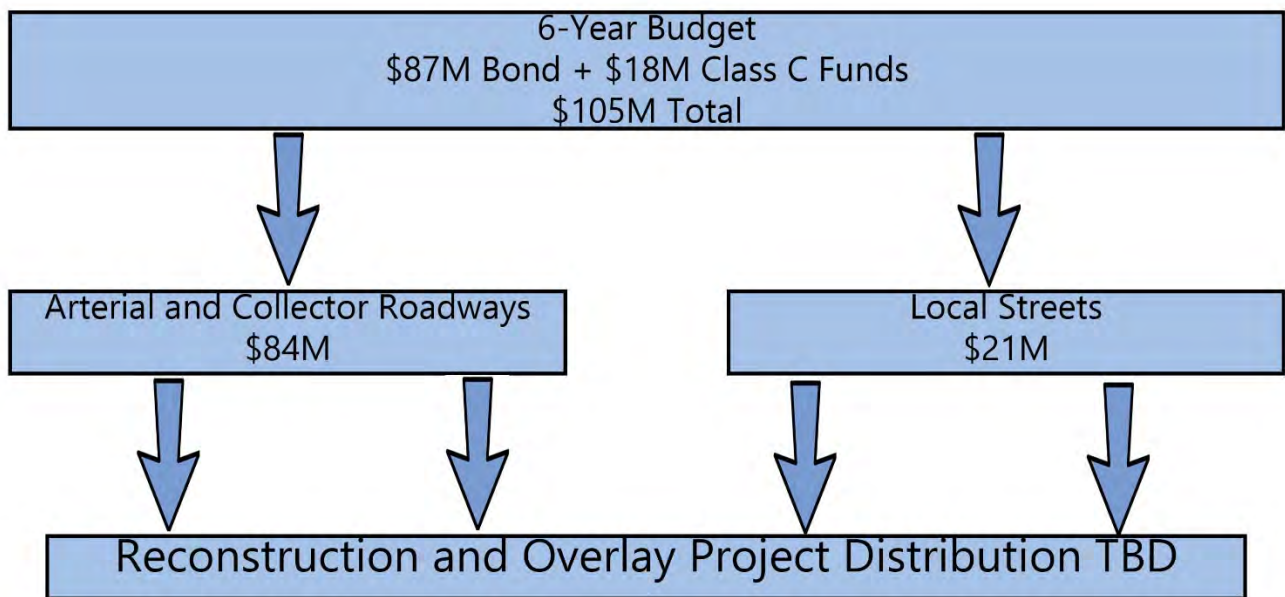 6-Year Budget
$87M Bond + $18M Class C Funds
$105M Total
Arterial and Collector Roadways
$84M
Local Streets
$21M
Reconstruction and Overlay Project Distribution TBD